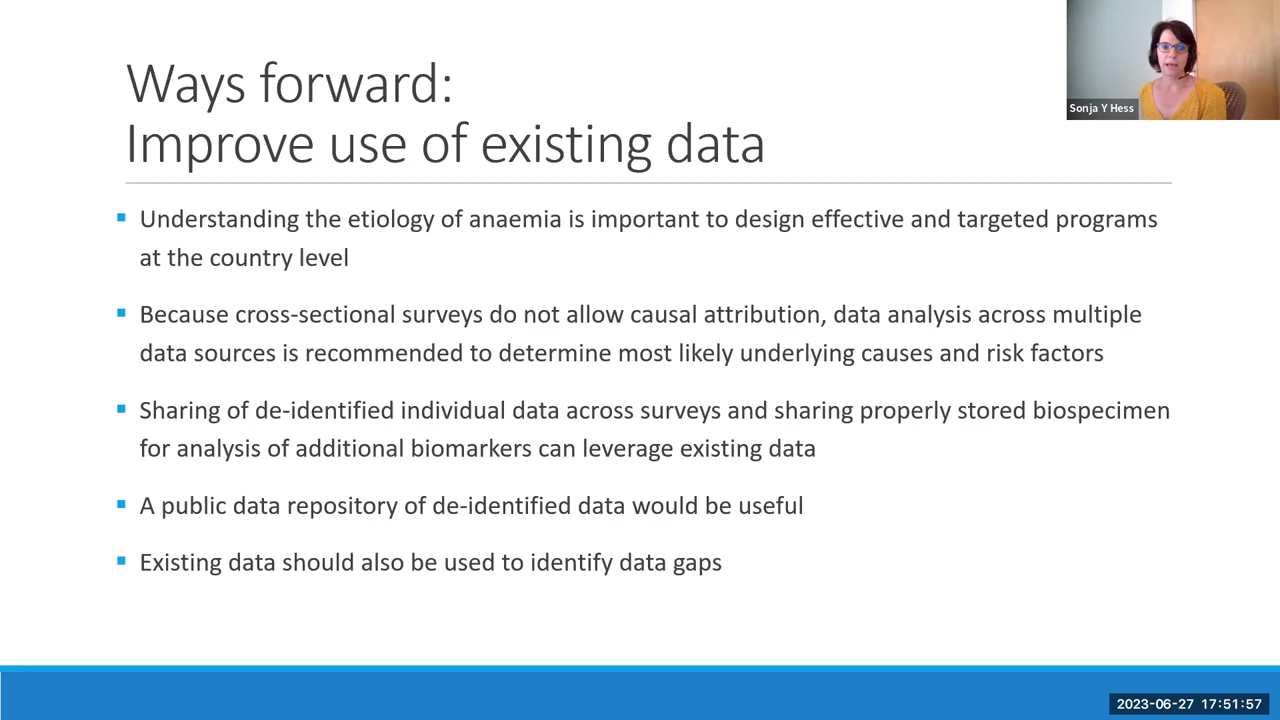 Ways forward:
Improve use of existing data
Sonja Y Hess
Understanding the etiology of anaemia is important to design effective and targeted programs
at the country level
Because cross-sectional surveys do not allow causal attribution, data analysis across multiple
data sources is recommended to determine most likely underlying causes and risk factors
Sharing of de-identified individual data across surveys and sharing properly stored biospecimen
for analysis of additional biomarkers can leverage existing data
A public data repository of de-identified data would be useful
Existing data should also be used to identify data gaps
2023-06-27 17:51:57